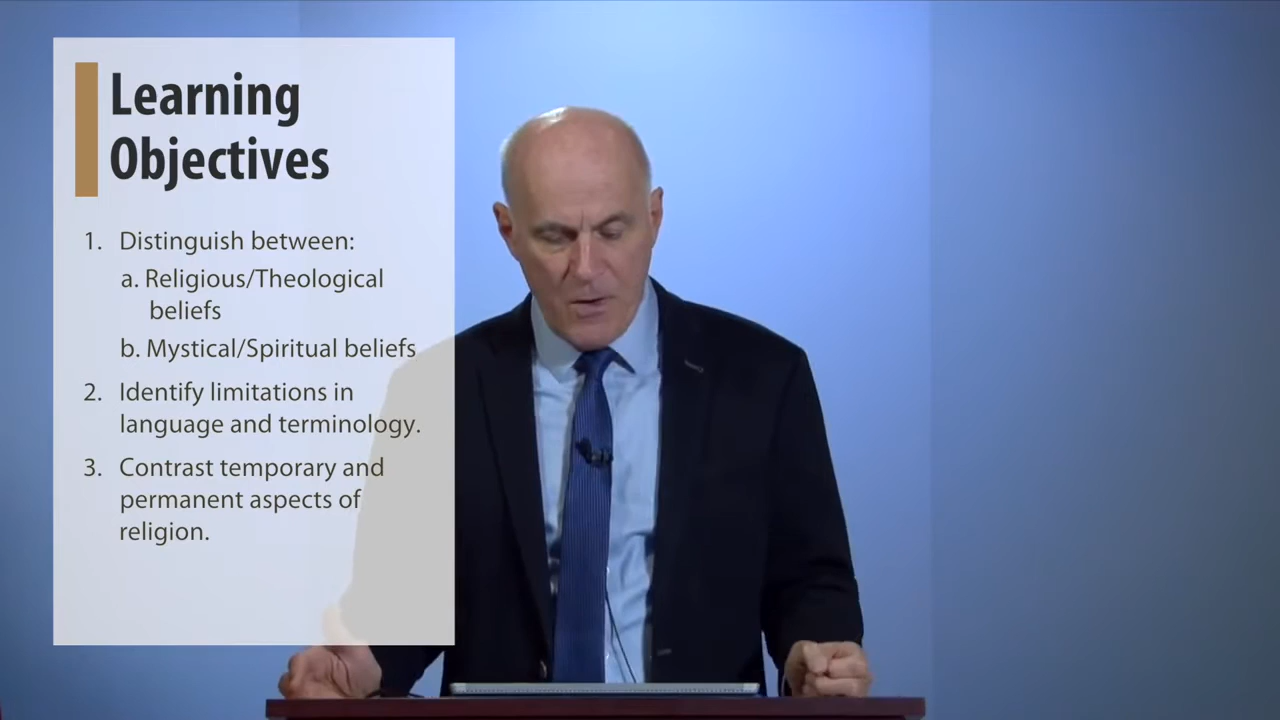 Learning
Objectives
1. Distinguish between:
a. Religious/Theological
beliefs
b. Mystical/Spiritual beliefs
2. Identify limitations in
language and terminology.
3. Contrast temporary and
permanent aspects of
religion.